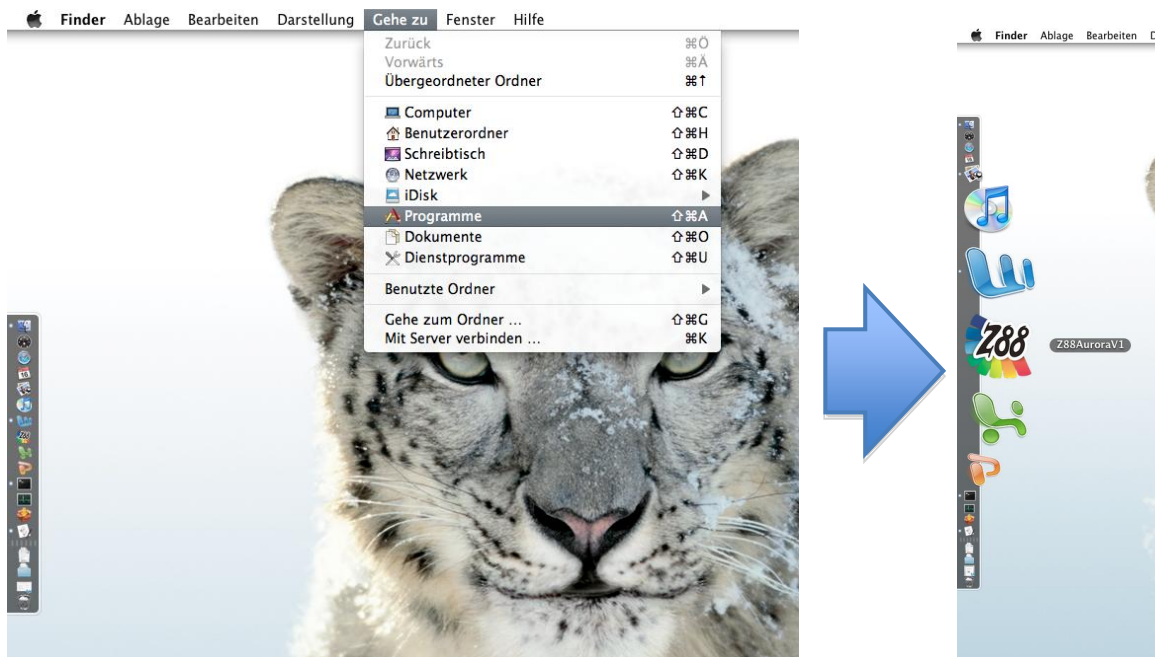 Finder Ablage Bearbeiten Darstellung Gehe zu Fenster Hilfe
Zurück ⌘Ö
Vorwärts ⌘Ä
Übergeordneter Ordner ⌘↑
Computer ⇧⌘C
Benutzerordner ⇧⌘H
Schreibtisch ⇧⌘D
Netzwerk ⇧⌘K
iDisk
Programme ⇧⌘A
Dokumente ⇧⌘O
Dienstprogramme ⇧⌘U
Benutzte Ordner
Gehe zum Ordner ... ⇧⌘G
Mit Server verbinden ... ⌘K
Finder Ablage Bearbeiten D
Z88
Z88AuroraV1